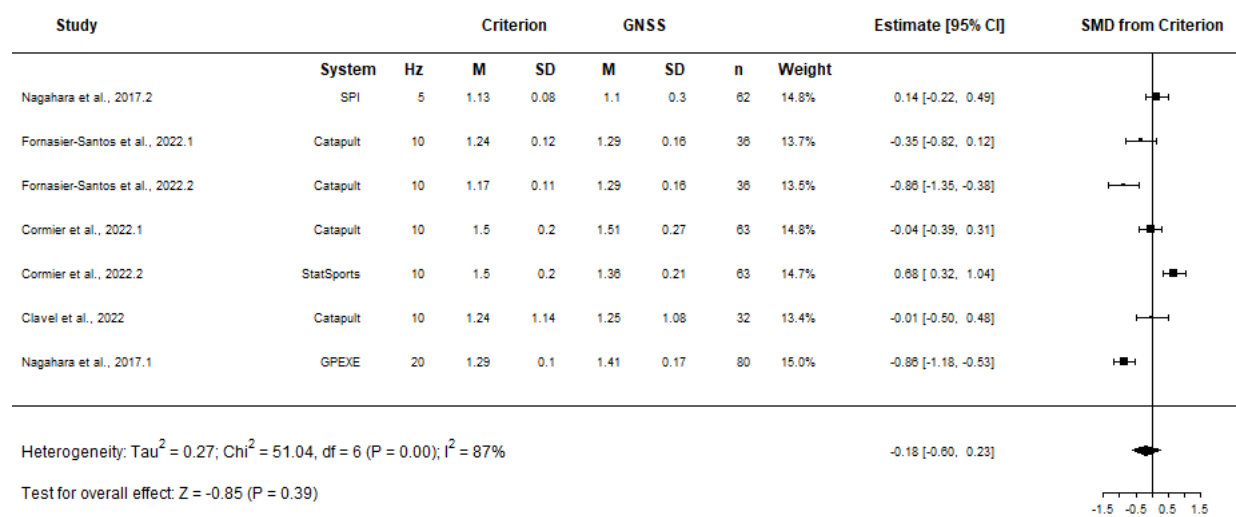 Study Criterion GNSS Estimate [95% CI] SMD from Criterion
System Hz M SD M SD n Weight
Nagahara et al., 2017.2 SPI 5 1.13 0.08 1.1 0.3 62 14.8% 0.14 [-0.22, 0.49]
Fornasier-Santos et al., 2022.1 Catapult 10 1.24 0.12 1.29 0.16 36 13.7% -0.35 [-0.82, 0.12]
Fornasier-Santos et al., 2022.2 Catapult 10 1.17 0.11 1.29 0.16 36 13.5% -0.86 [-1.35, -0.38]
Cormier et al., 2022.1 Catapult 10 1.5 0.2 1.51 0.27 63 14.8% -0.04 [-0.39, 0.31]
Cormier et al., 2022.2 StatSports 10 1.5 0.2 1.36 0.21 63 14.7% 0.68 [ 0.32, 1.04]
Clavel et al., 2022 Catapult 10 1.24 1.14 1.25 1.08 32 13.4% -0.01 [-0.50, 0.48]
Nagahara et al., 2017.1 GPEXE 20 1.29 0.1 1.41 0.17 80 15.0% -0.86 [-1.18, -0.53]
Heterogeneity: Tau² = 0.27; Chi² = 51.04, df = 6 (P = 0.00); I² = 87% -0.18 [-0.60, 0.23]
Test for overall effect: Z = -0.85 (P = 0.39)
-1.5 -0.5 0.5 1.5